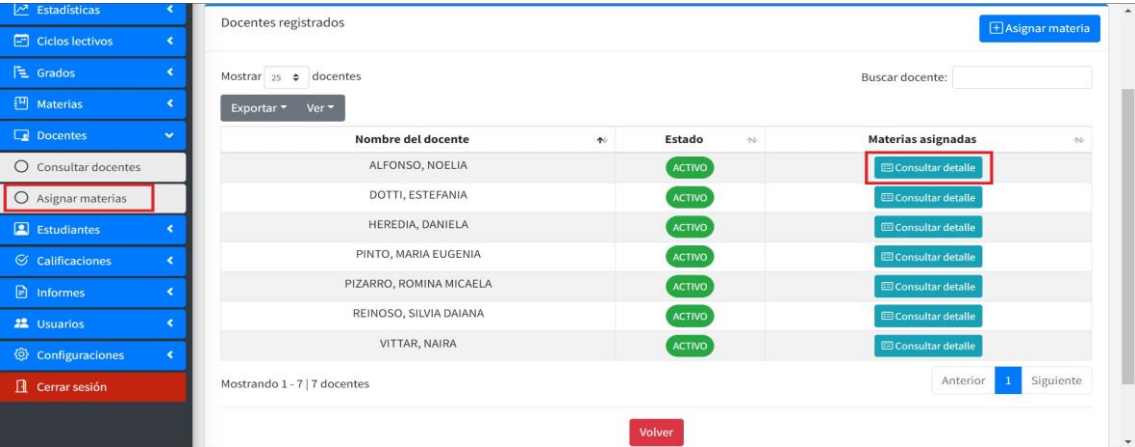 Estadísticas
Ciclos lectivos
Grados
Materias
Docentes
Consultar docentes
Asignar materias
Estudiantes
Calificaciones
Informes
Usuarios
Configuraciones
Cerrar sesión
Docentes registrados
Asignar materia
Mostrar 25 docentes
Buscar docente:
Exportar Ver
Nombre del docente Estado Materias asignadas
ALFONSO, NOELIA ACTIVO Consultar detalle
DOTTI, ESTEFANIA ACTIVO Consultar detalle
HEREDIA, DANIELA ACTIVO Consultar detalle
PINTO, MARIA EUGENIA ACTIVO Consultar detalle
PIZARRO, ROMINA MICAELA ACTIVO Consultar detalle
REINOSO, SILVIA DAIANA ACTIVO Consultar detalle
VITTAR, NAIRA ACTIVO Consultar detalle
Mostrando 1 - 7 | 7 docentes
Anterior 1 Siguiente
Volver